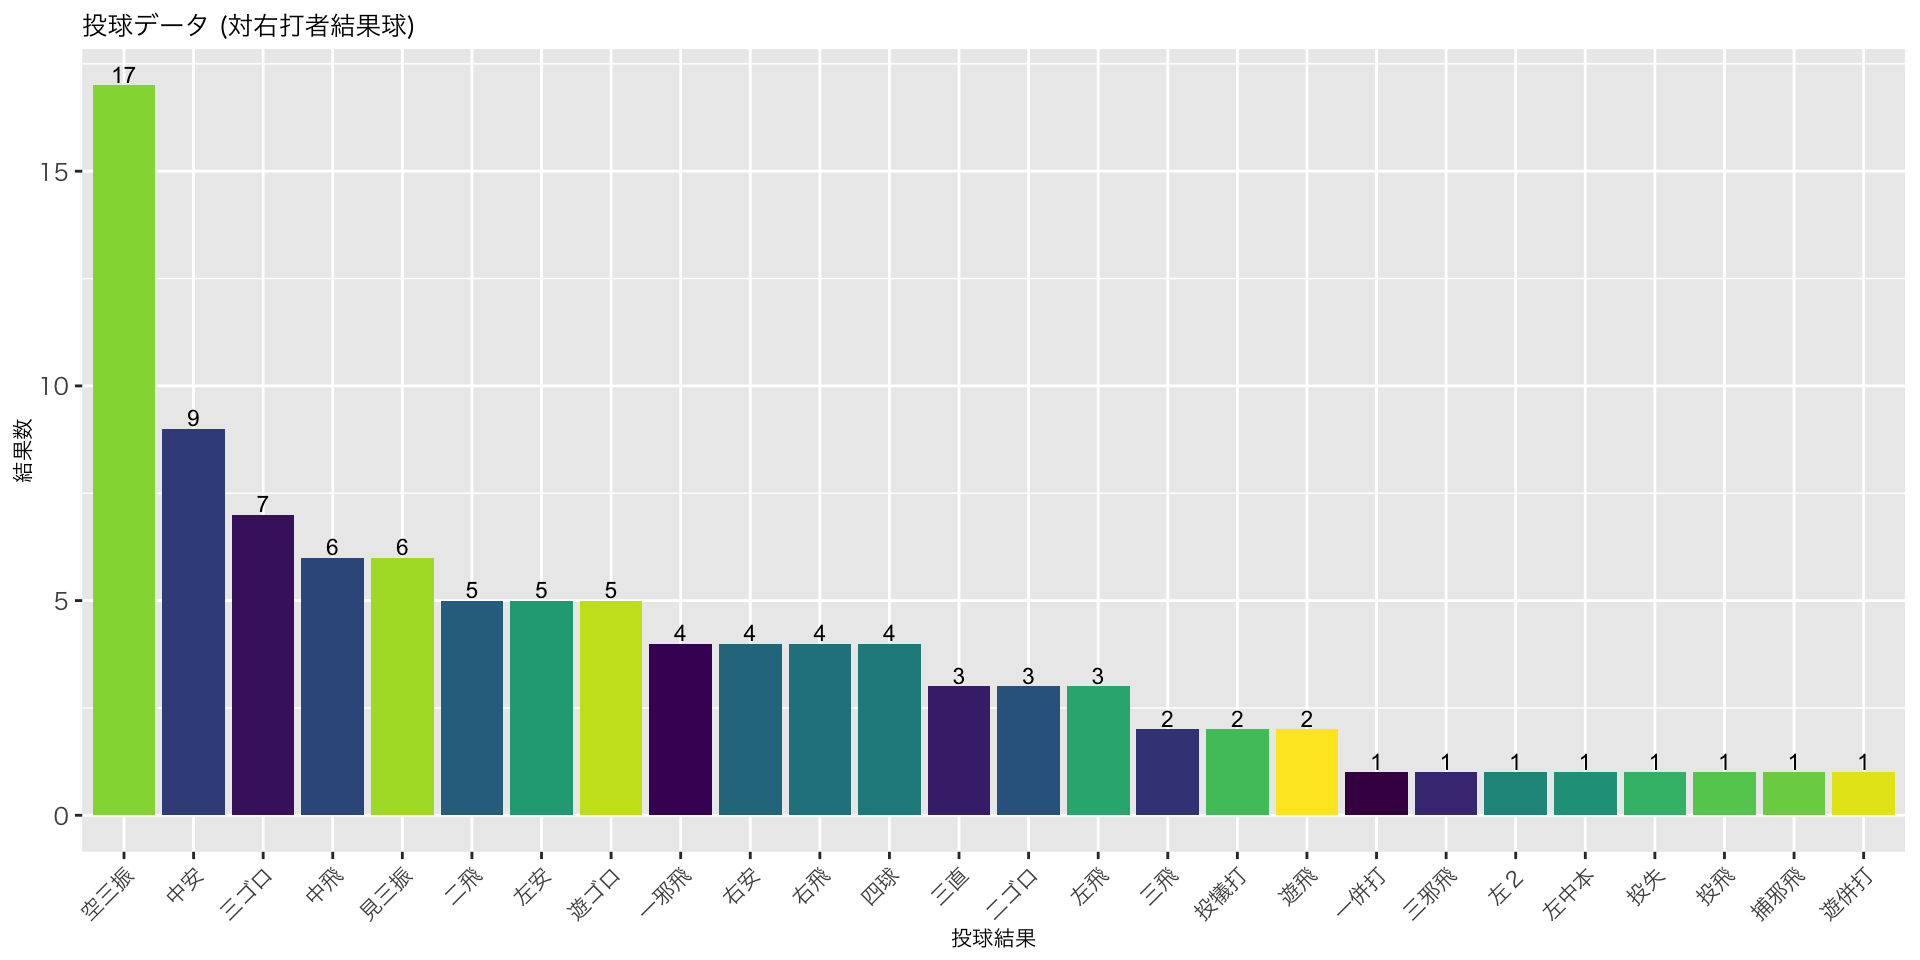 投球データ (対右打者結果球)
結果数
15
10
5
0
17
9
7
6
6
5
5
5
4
4
4
4
3
3
3
2
2
2
1
1
1
1
1
1
1
1
空三振
中安
三ゴロ
中飛
見三振
二飛
左安
遊ゴロ
一邪飛
右安
右飛
四球
三直
二ゴロ
左飛
三飛
投犠打
遊飛
一併打
三邪飛
左２
左中本
投失
投飛
捕邪飛
遊併打
投球結果